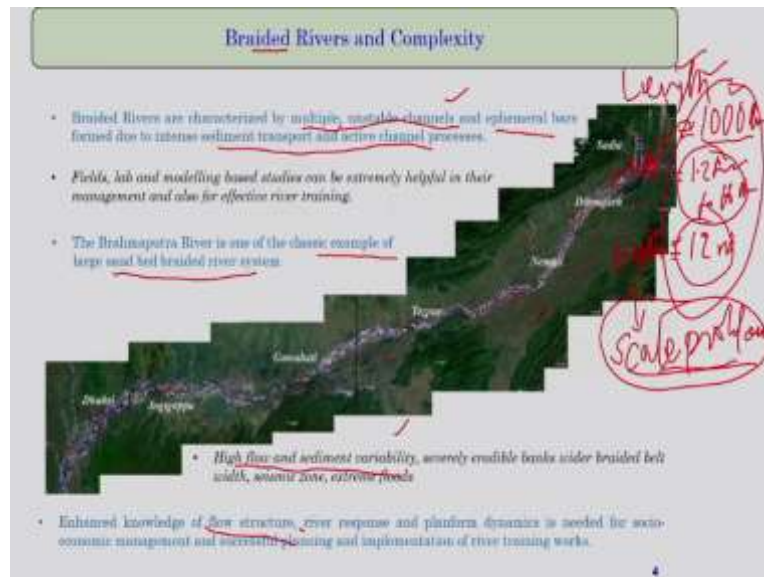 Braided Rivers and Complexity
• Braided Rivers are characterized by multiple, unstable channels and ephemeral bars
formed due to intense sediment transport and active channel processes.
• Fields, lab and modelling based studies can be extremely helpful in their
management and also for effective river training.
• The Brahmaputra River is one of the classic example of
large sand bed braided river system
Length
1000
Sadia
1.2
Dibrugarh
12 m
Tezpur
Guwahati
scale problem
Dhubri
Jogighopa
• High flow and sediment variability, severely erodible banks wider braided belt
width, seismic zone, extreme floods
• Enhanced knowledge of flow structure, river response and planform dynamics is needed for socio-
economic management and successful planning and implementation of river training works.
4